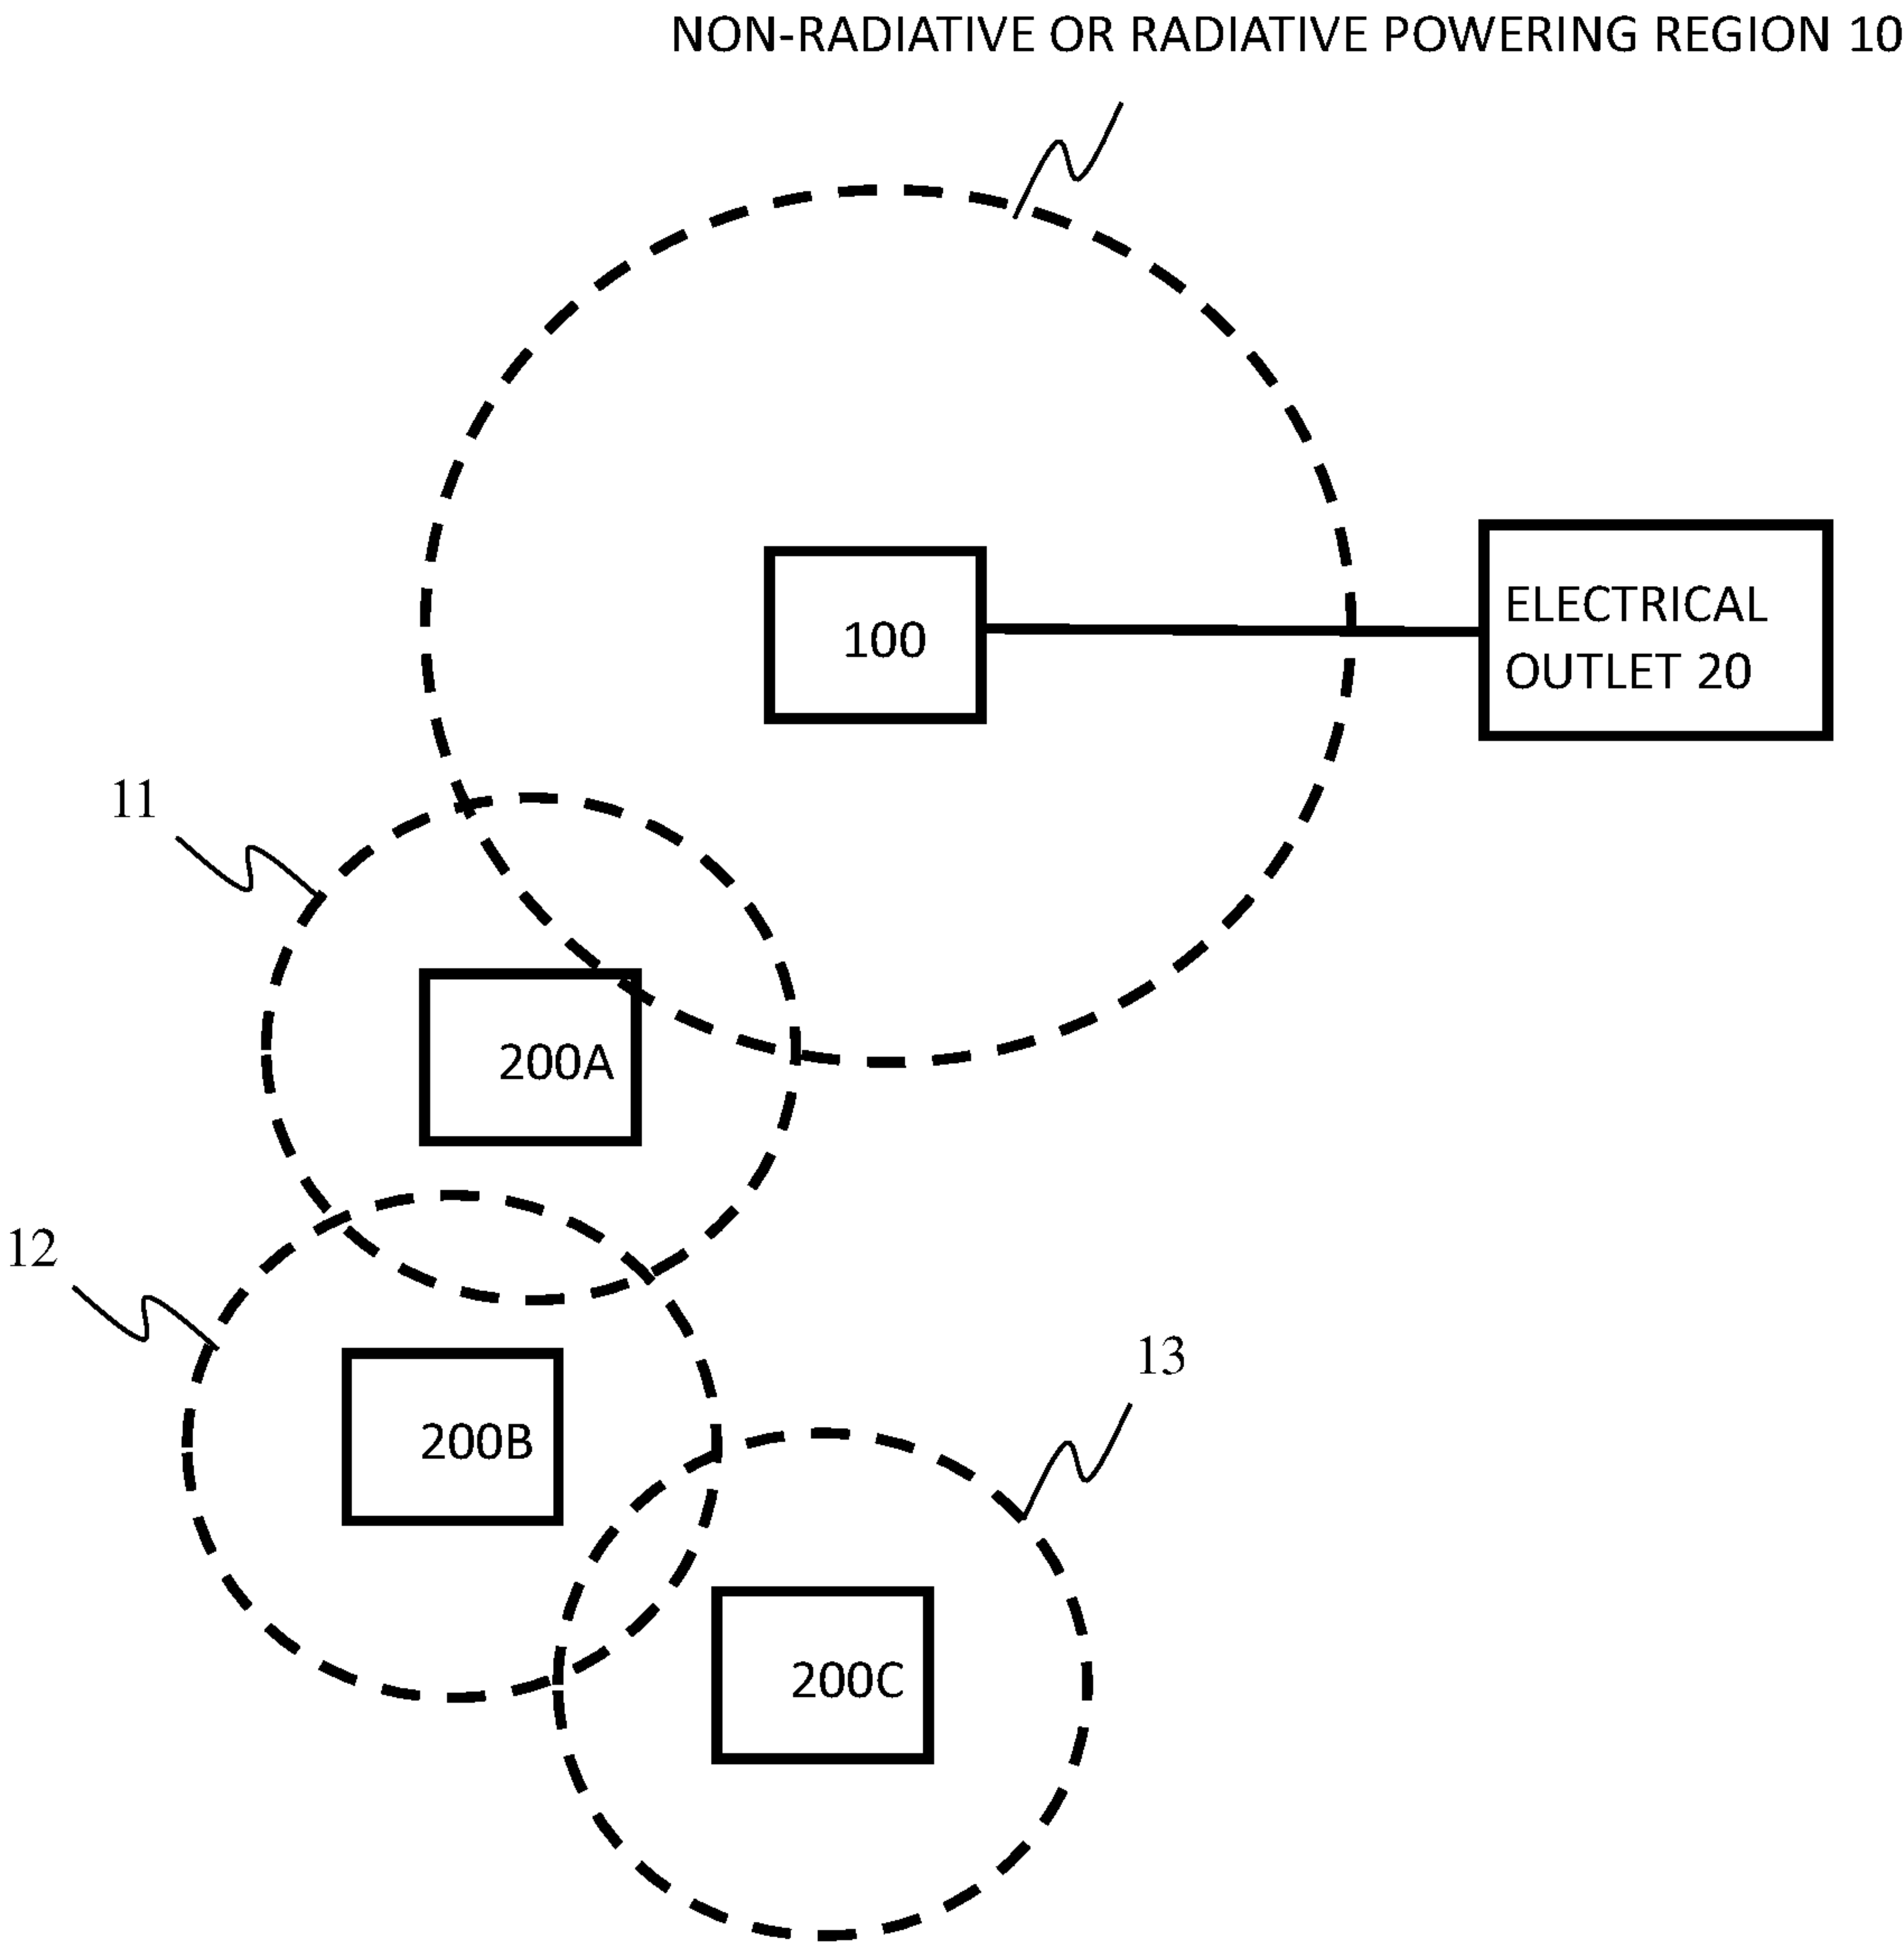 NON-RADIATIVE OR RADIATIVE POWERING REGION 10
100
ELECTRICAL
OUTLET 20
11
200A
12
13
200B
200C